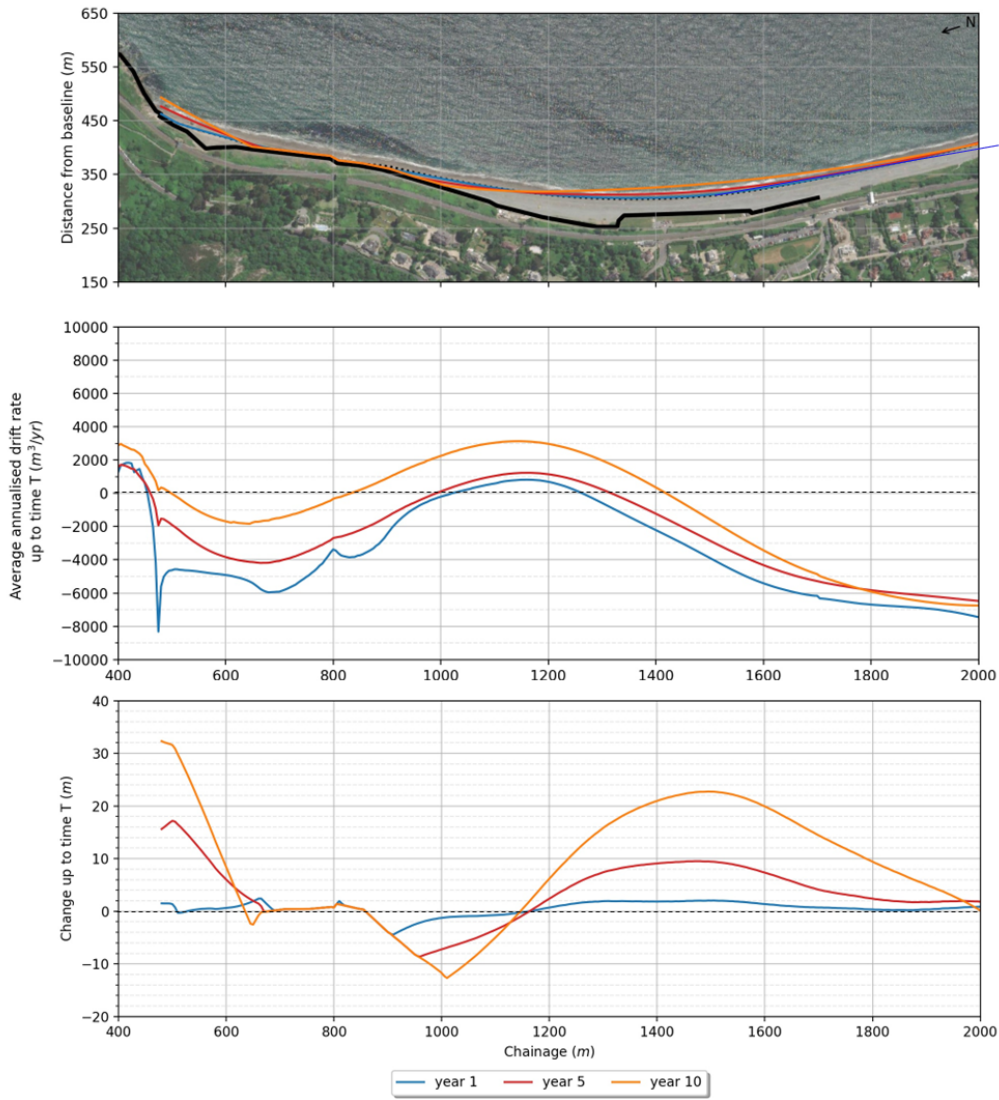 650
550
450
350
250
150
Distance from baseline (m)
N
10000
8000
6000
4000
2000
0
−2000
−4000
−6000
−8000
−10000
Average annualised drift rate
up to time T (m³/yr)
400 600 800 1000 1200 1400 1600 1800 2000
40
30
20
10
0
−10
−20
Change up to time T (m)
400 600 800 1000 1200 1400 1600 1800 2000
Chainage (m)
year 1 year 5 year 10